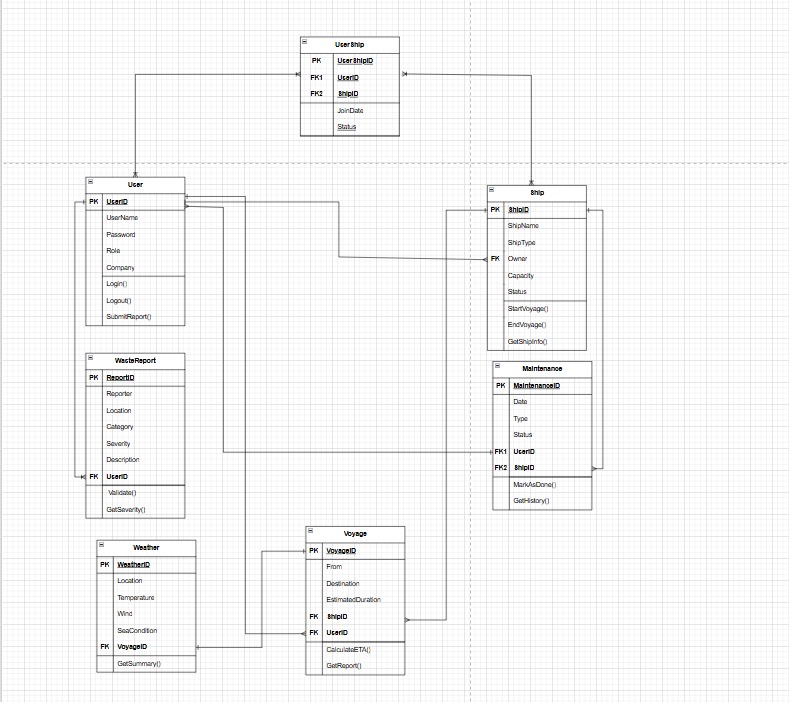 UserShip
PK UserShipID
FK1 UserID
FK2 ShipID
JoinDate
Status
User
PK UserID
UserName
Password
Role
Company
Login()
Logout()
SubmitReport()
Ship
PK ShipID
ShipName
ShipType
FK Owner
Capacity
Status
StartVoyage()
EndVoyage()
GetShipInfo()
WasteReport
PK ReportID
Reporter
Location
Category
Severity
Description
FK UserID
Validate()
GetSeverity()
Maintenance
PK MaintenanceID
Date
Type
Status
FK1 UserID
FK2 ShipID
MarkAsDone()
GetHistory()
Weather
PK WeatherID
Location
Temperature
Wind
SeaCondition
FK VoyageID
GetSummary()
Voyage
PK VoyageID
From
Destination
EstimatedDuration
FK ShipID
FK UserID
CalculateETA()
GetReport()